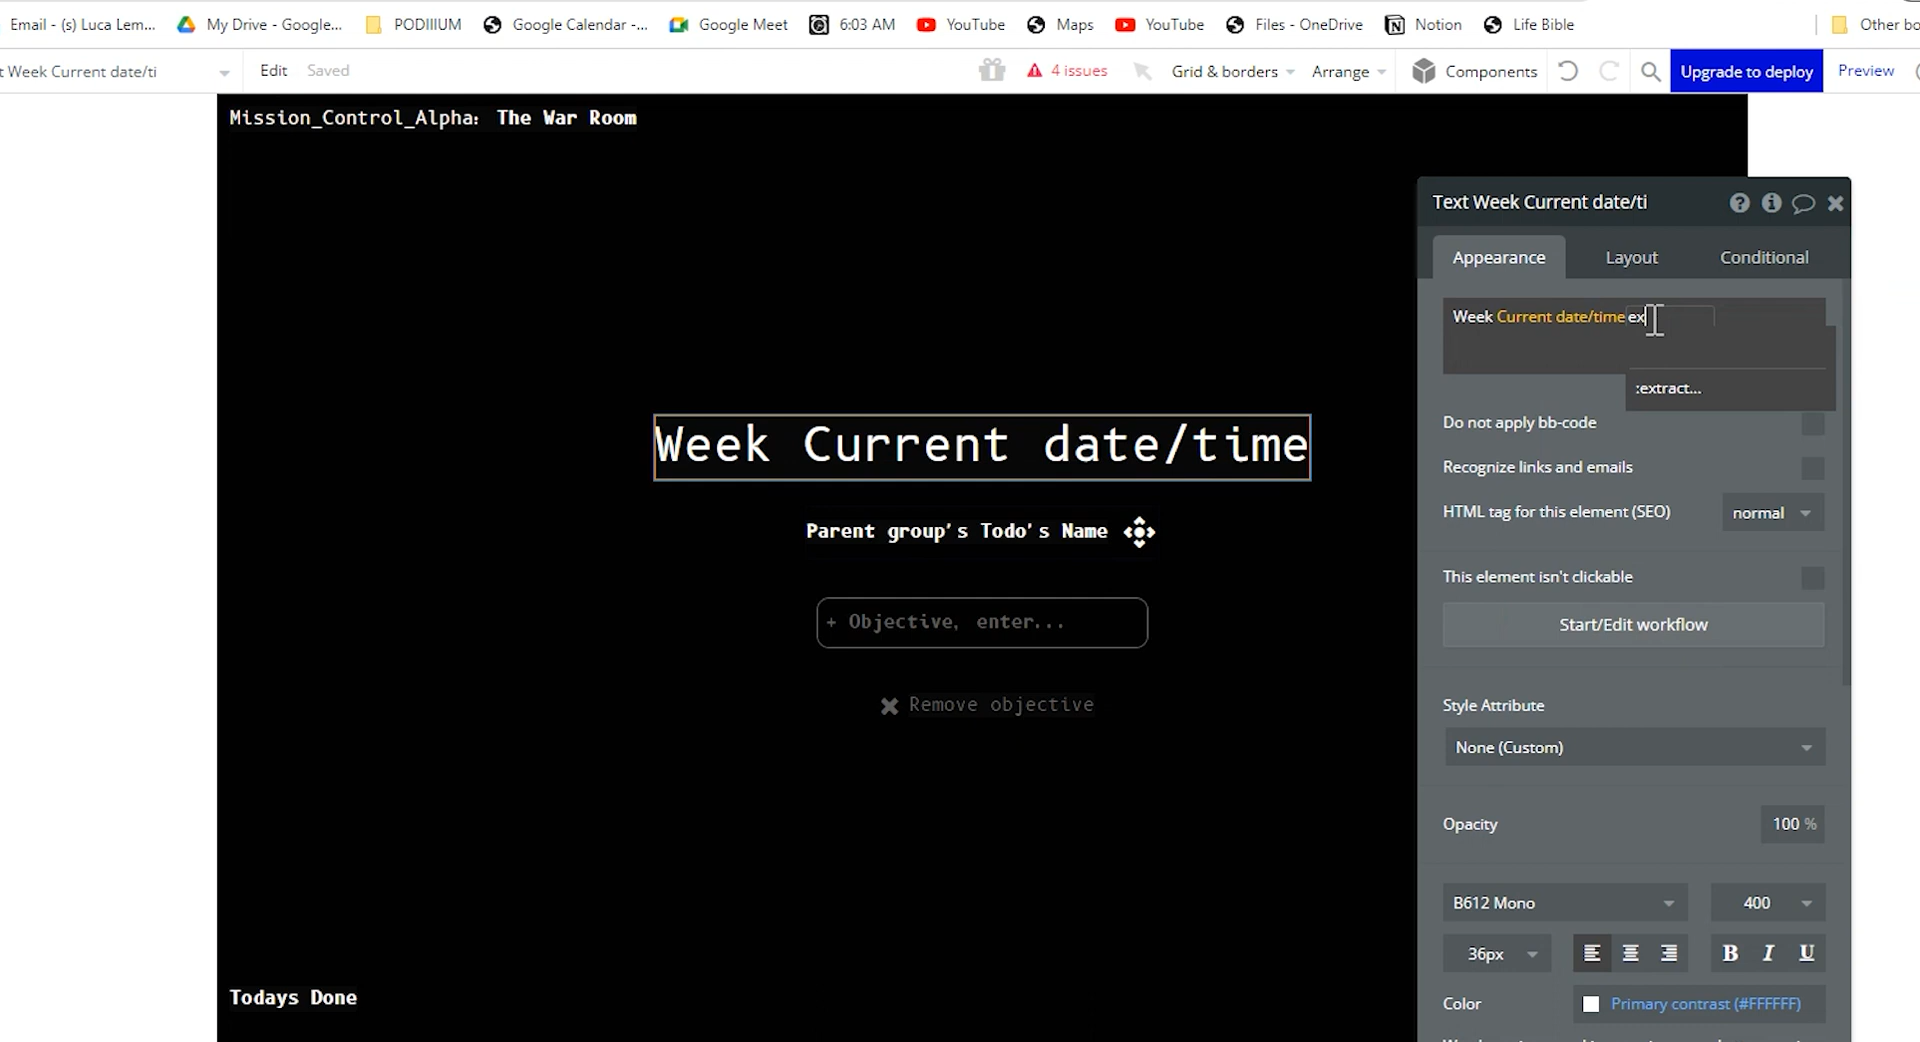 Email - (s) Luca Lem... My Drive - Google... PODIIIUM Google Calendar -... Google Meet 6:03 AM YouTube Maps YouTube Files - OneDrive Notion Life Bible Other bo
t Week Current date/ti Edit Saved 4 issues Grid & borders Arrange Components Upgrade to deploy Preview
Mission_Control_Alpha: The War Room
Text Week Current date/ti
Appearance Layout Conditional
Week Current date/time ex
:extract...
Do not apply bb-code
Week Current date/time
Recognize links and emails
HTML tag for this element (SEO) normal
Parent group's Todo's Name
This element isn't clickable
+ Objective, enter...
Start/Edit workflow
Remove objective
Style Attribute
None (Custom)
Opacity 100 %
B612 Mono 400
36px B I U
Todays Done
Color Primary contrast (#FFFFFF)